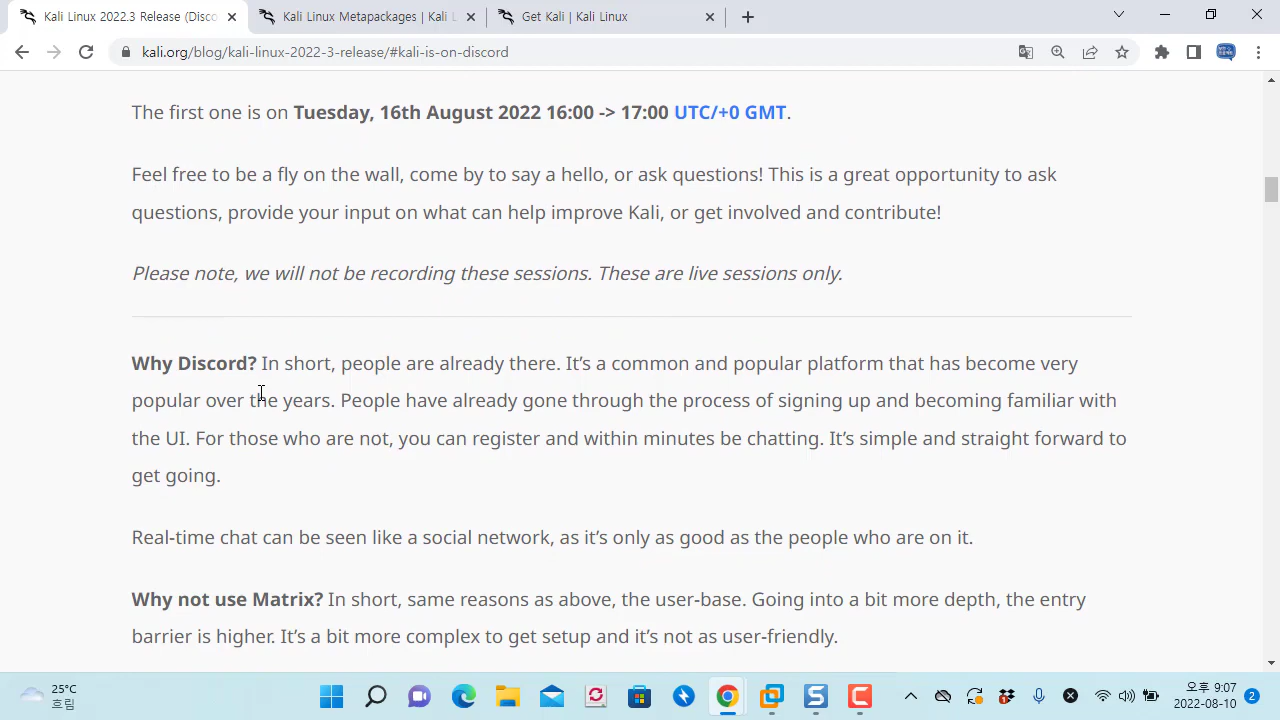 Kali Linux 2022.3 Release (Disco
Kali Linux Metapackages | Kali L
Get Kali | Kali Linux
kali.org/blog/kali-linux-2022-3-release/#kali-is-on-discord
The first one is on Tuesday, 16th August 2022 16:00 -> 17:00 UTC/+0 GMT.
Feel free to be a fly on the wall, come by to say a hello, or ask questions! This is a great opportunity to ask
questions, provide your input on what can help improve Kali, or get involved and contribute!
Please note, we will not be recording these sessions. These are live sessions only.
Why Discord? In short, people are already there. It’s a common and popular platform that has become very
popular over the years. People have already gone through the process of signing up and becoming familiar with
the UI. For those who are not, you can register and within minutes be chatting. It’s simple and straight forward to
get going.
Real-time chat can be seen like a social network, as it’s only as good as the people who are on it.
Why not use Matrix? In short, same reasons as above, the user-base. Going into a bit more depth, the entry
barrier is higher. It’s a bit more complex to get setup and it’s not as user-friendly.
25°C
흐림
오후 9:07
2022-08-10
2